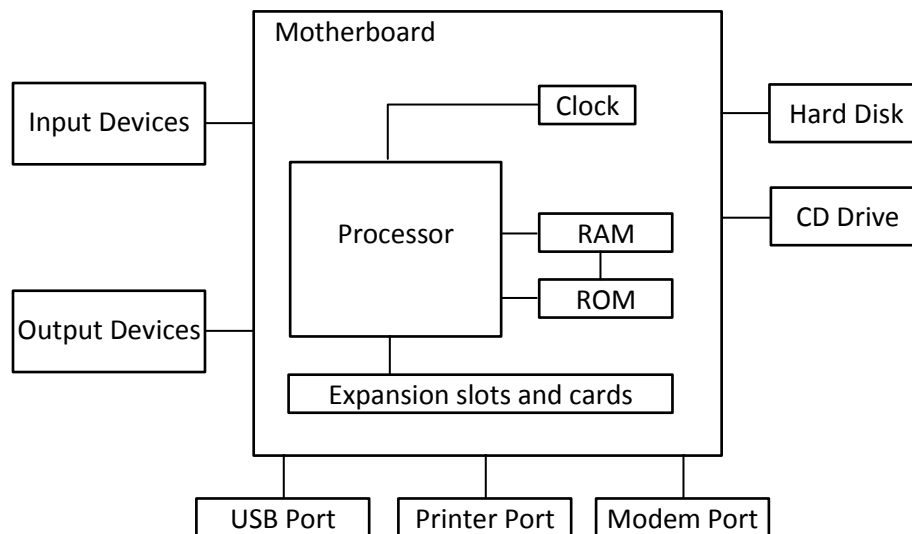 Motherboard
Input Devices
Clock
Hard Disk
Processor
RAM
CD Drive
ROM
Output Devices
Expansion slots and cards
USB Port
Printer Port
Modem Port